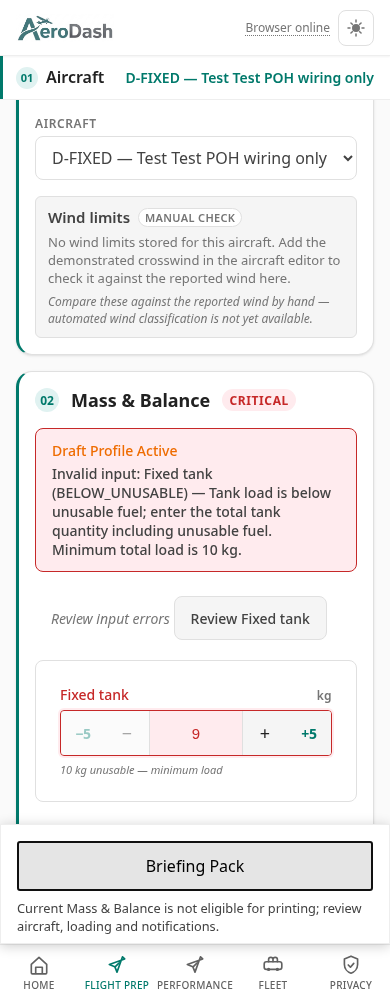 AeroDash
Browser online
01 Aircraft D-FIXED — Test Test POH wiring only
AIRCRAFT
D-FIXED — Test Test POH wiring only
Wind limits MANUAL CHECK
No wind limits stored for this aircraft. Add the
demonstrated crosswind in the aircraft editor to
check it against the reported wind here.
Compare these against the reported wind by hand —
automated wind classification is not yet available.
02 Mass & Balance CRITICAL
Draft Profile Active
Invalid input: Fixed tank
(BELOW_UNUSABLE) — Tank load is below
unusable fuel; enter the total tank
quantity including unusable fuel.
Minimum total load is 10 kg.
Review input errors Review Fixed tank
Fixed tank kg
−5 − 9 + +5
10 kg unusable — minimum load
Briefing Pack
Current Mass & Balance is not eligible for printing; review
aircraft, loading and notifications.
HOME FLIGHT PREP PERFORMANCE FLEET PRIVACY